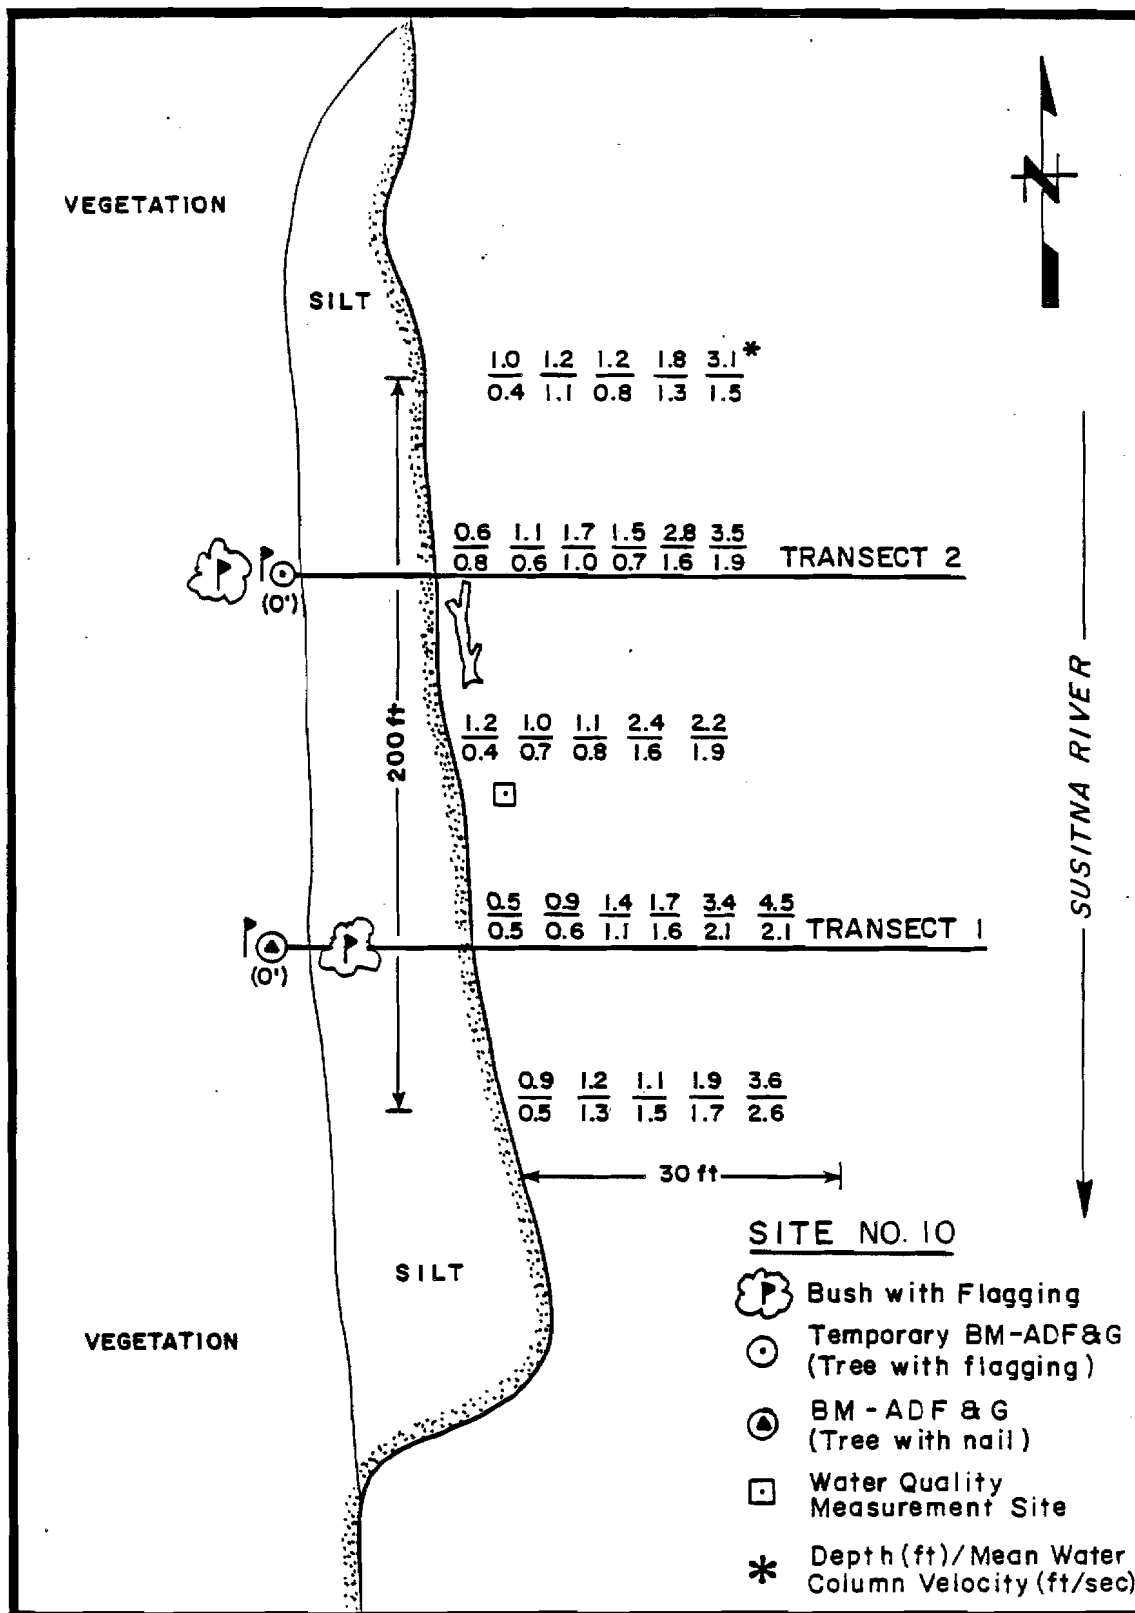 VEGETATION
N
SILT
1.0 1.2 1.2 1.8 3.1*
0.4 1.1 0.8 1.3 1.5
0.6 1.1 1.7 1.5 2.8 3.5
0.8 0.6 1.0 0.7 1.6 1.9
TRANSECT 2
(0')
200 ft
1.2 1.0 1.1 2.4 2.2
0.4 0.7 0.8 1.6 1.9
SUSITNA RIVER
0.5 0.9 1.4 1.7 3.4 4.5
0.5 0.6 1.1 1.6 2.1 2.1
TRANSECT 1
(0')
0.9 1.2 1.1 1.9 3.6
0.5 1.3 1.5 1.7 2.6
30 ft
SILT
VEGETATION
SITE NO. 10
Bush with Flagging
Temporary BM-ADF&G
(Tree with flagging)
BM-ADF & G
(Tree with nail)
Water Quality
Measurement Site
* Depth (ft)/Mean Water
Column Velocity (ft/sec)